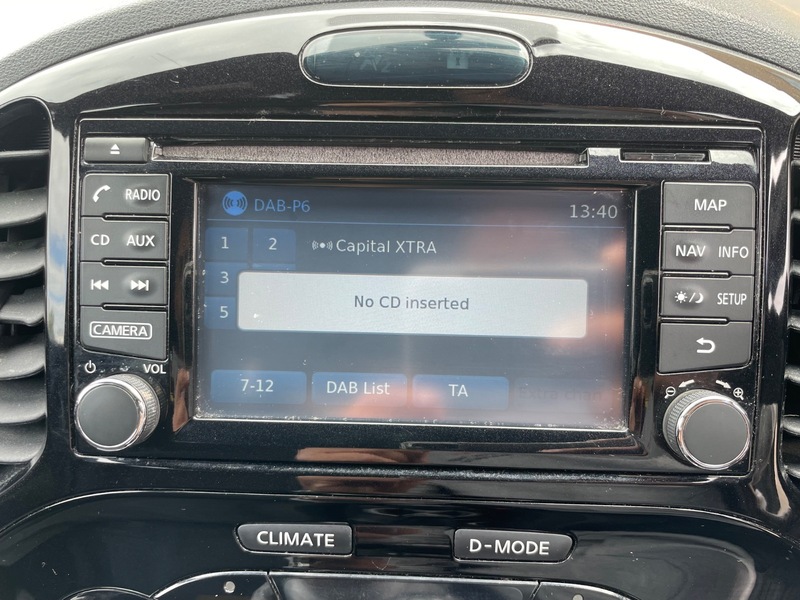 RADIO
CD AUX
CAMERA
VOL
DAB-P6
13:40
1 2
Capital XTRA
3
No CD inserted
5
7-12 DAB List TA
MAP
NAV INFO
SETUP
CLIMATE
D-MODE